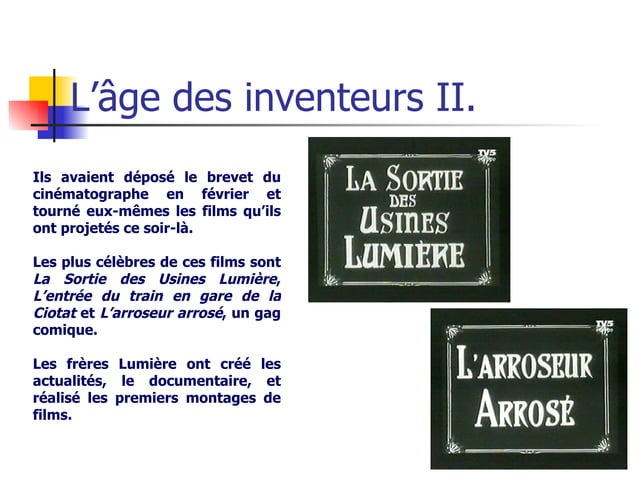 L’âge des inventeurs II.
Ils avaient déposé le brevet du
cinématographe en février et
tourné eux-mêmes les films qu’ils
ont projetés ce soir-là.
Les plus célèbres de ces films sont
La Sortie des Usines Lumière,
L’entrée du train en gare de la
Ciotat et L’arroseur arrosé, un gag
comique.
Les frères Lumière ont créé les
actualités, le documentaire, et
réalisé les premiers montages de
films.
TV5
LA SORTIE
DES
USINES
LUMIÈRE
TV5
L'ARROSEUR
ARROSÉ